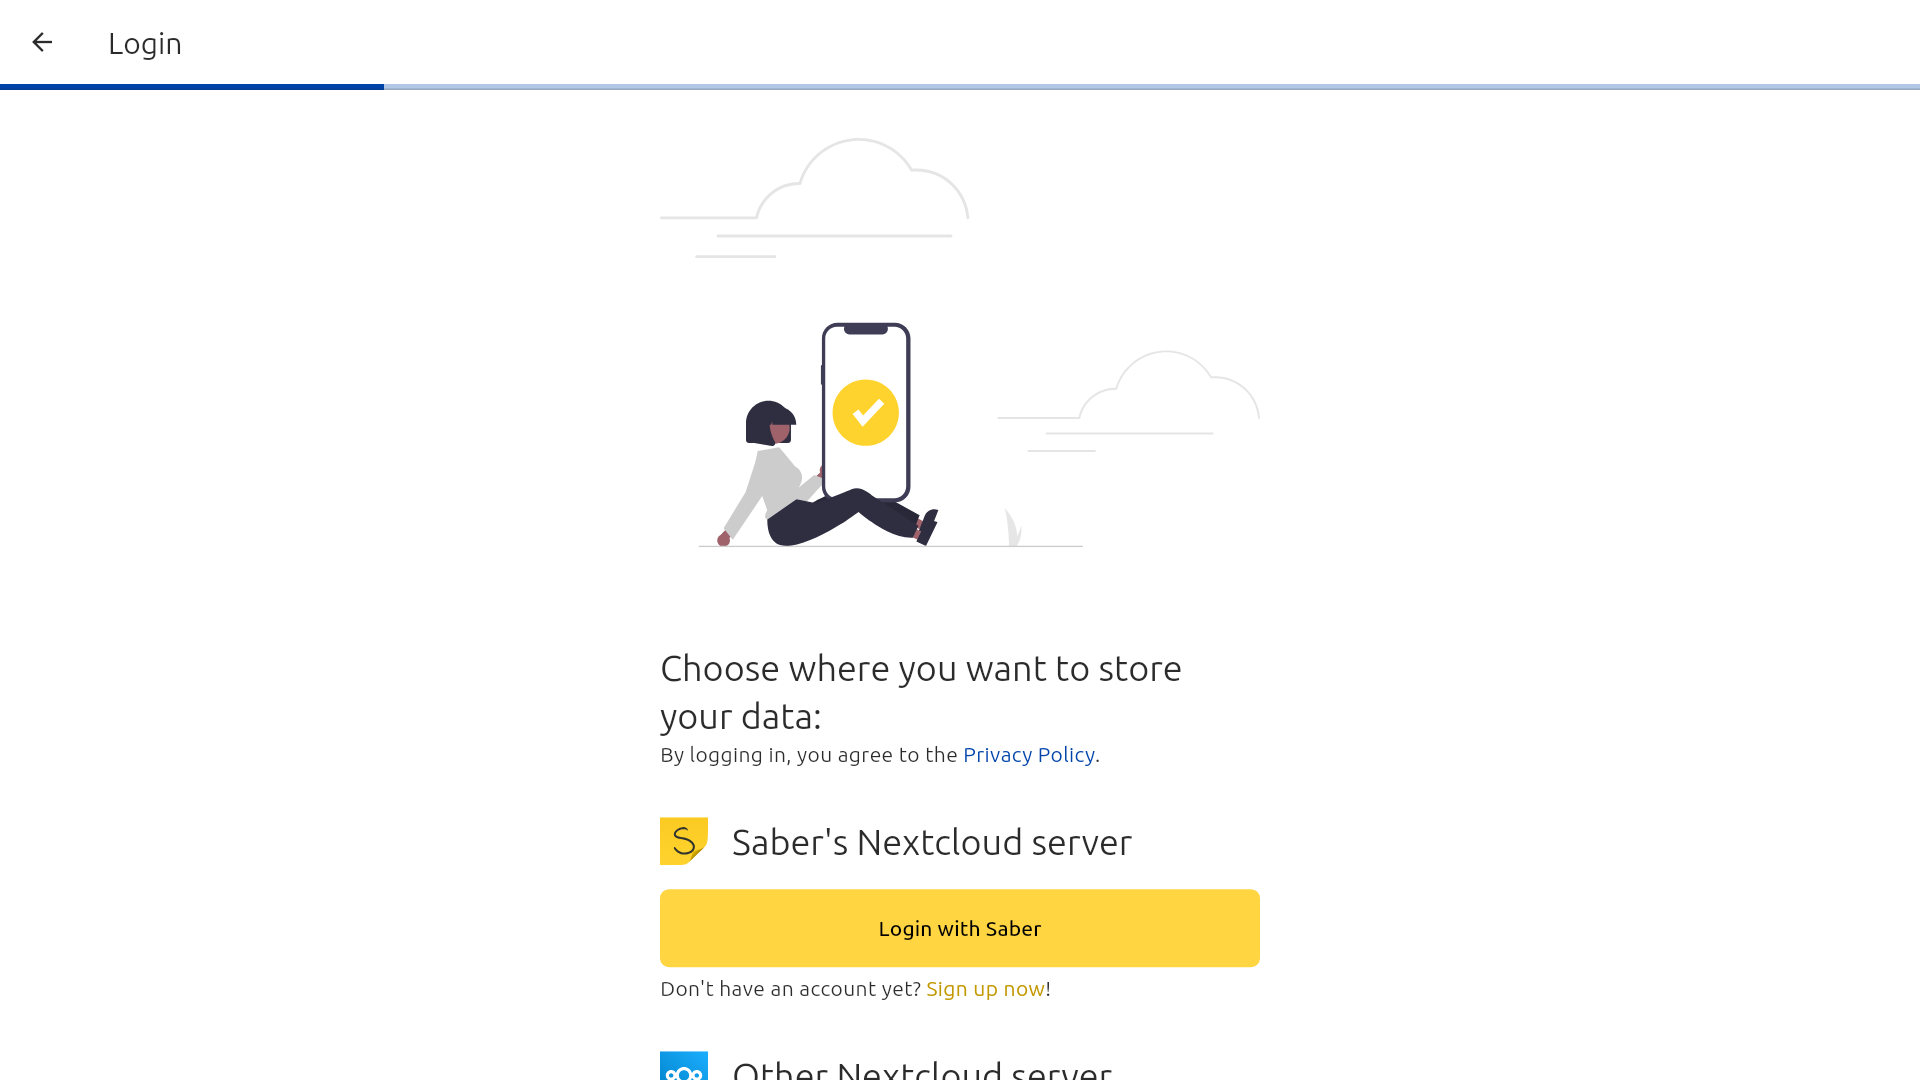 Login
Choose where you want to store
your data:
By logging in, you agree to the Privacy Policy.
Saber's Nextcloud server
Login with Saber
Don't have an account yet? Sign up now!
Other Nextcloud server